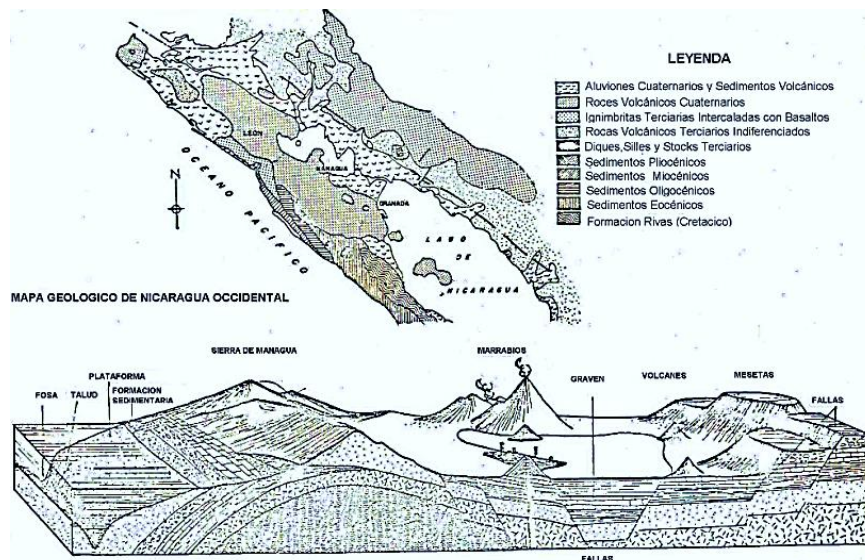 LEYENDA
Aluviones Cuaternarios y Sedimentos Volcánicos
Roces Volcánicos Cuaternarios
Ignimbritas Terciarias Intercaladas con Basaltos
Rocas Volcánicos Terciarios Indiferenciados
Diques,Silles y Stocks Terciarios
Sedimentos Pliocénicos
Sedimentos Miocénicos
Sedimentos Oligocénicos
Sedimentos Eocénicos
Formacion Rivas (Cretacico)
LEÓN
MANAGUA
GRANADA
N
OCEANO PACÍFICO
LAGO
DE
NICARAGUA
MAPA GEOLOGICO DE NICARAGUA OCCIDENTAL
SIERRA DE MANAGUA
MARRABIOS
PLATAFORMA
GRAVEN
VOLCANES
MESETAS
FOSA
TALUD
FORMACION
SEDIMENTARIA
FALLAS
FALLAS